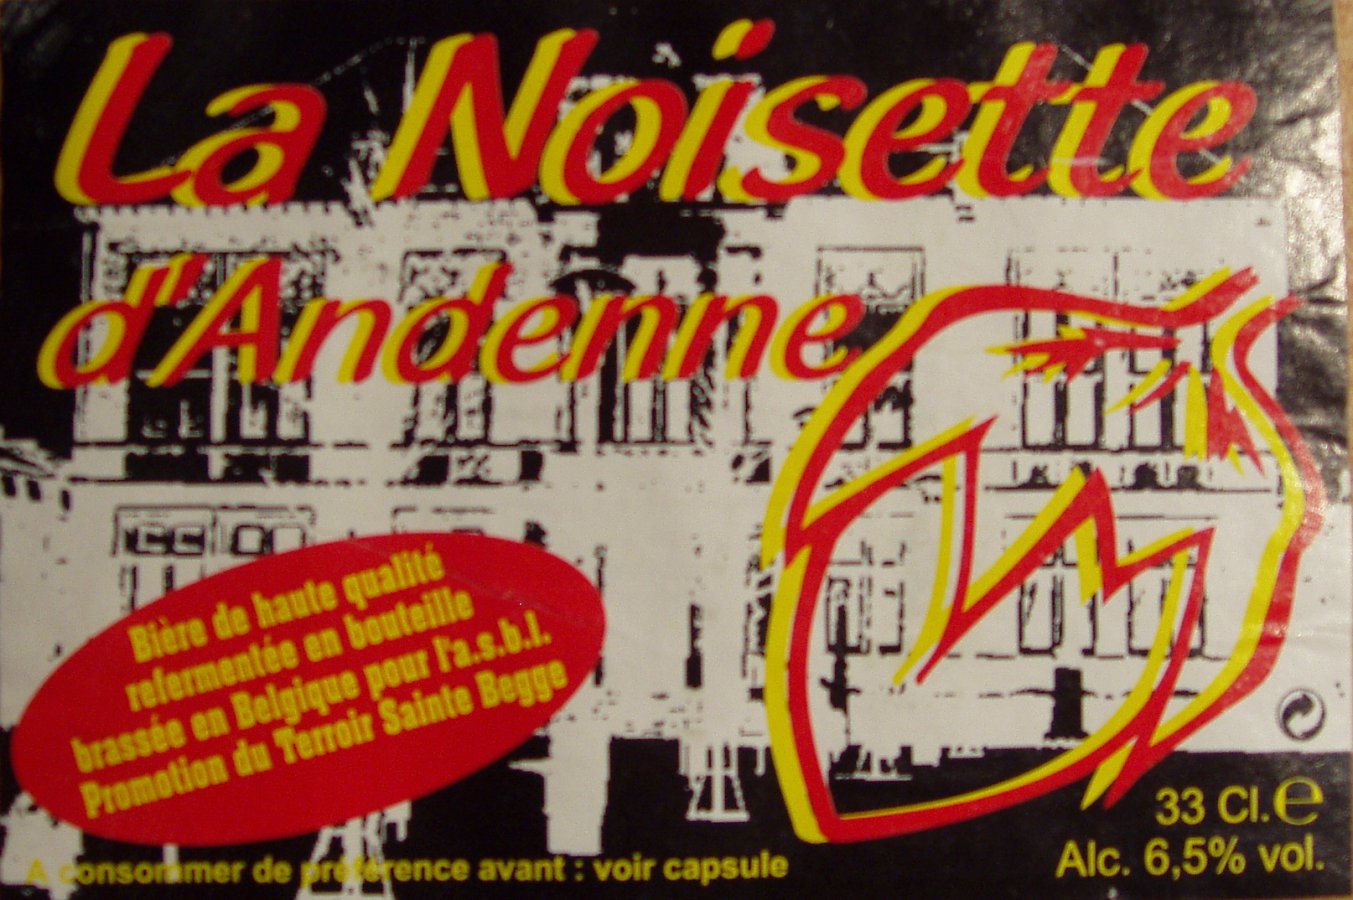 La Noisette
d'Andenne
Bière de haute qualité
refermentée en bouteille
brassée en Belgique pour l'a.s.b.l.
Promotion du Terroir Sainte Begge
33 Cl. e
Alc. 6,5% vol.
A consommer de préférence avant : voir capsule